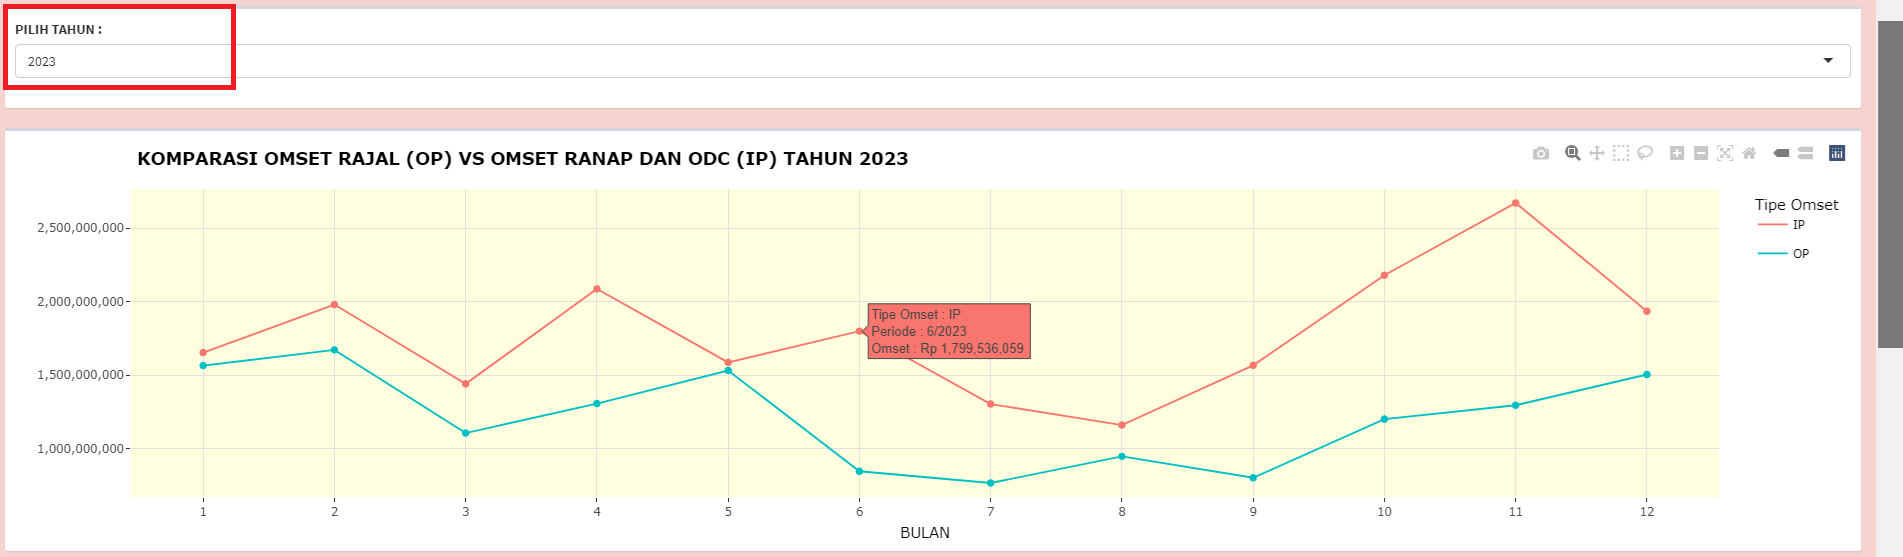 PILIH TAHUN :
2023
KOMPARASI OMSET RAJAL (OP) VS OMSET RANAP DAN ODC (IP) TAHUN 2023
Tipe Omset
IP
OP
2,500,000,000
2,000,000,000
1,500,000,000
1,000,000,000
Tipe Omset : IP
Periode : 6/2023
Omset : Rp 1,799,536,059
1 2 3 4 5 6 7 8 9 10 11 12
BULAN